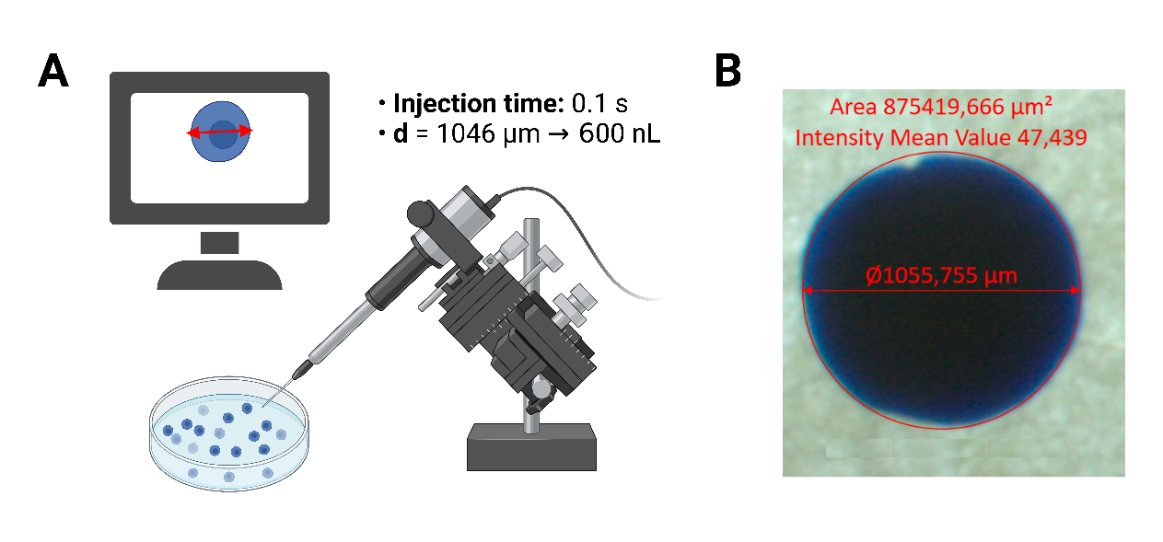 A
• Injection time: 0.1 s
• d = 1046 µm → 600 nL
B
Area 875419,666 µm²
Intensity Mean Value 47,439
Ø1055,755 µm